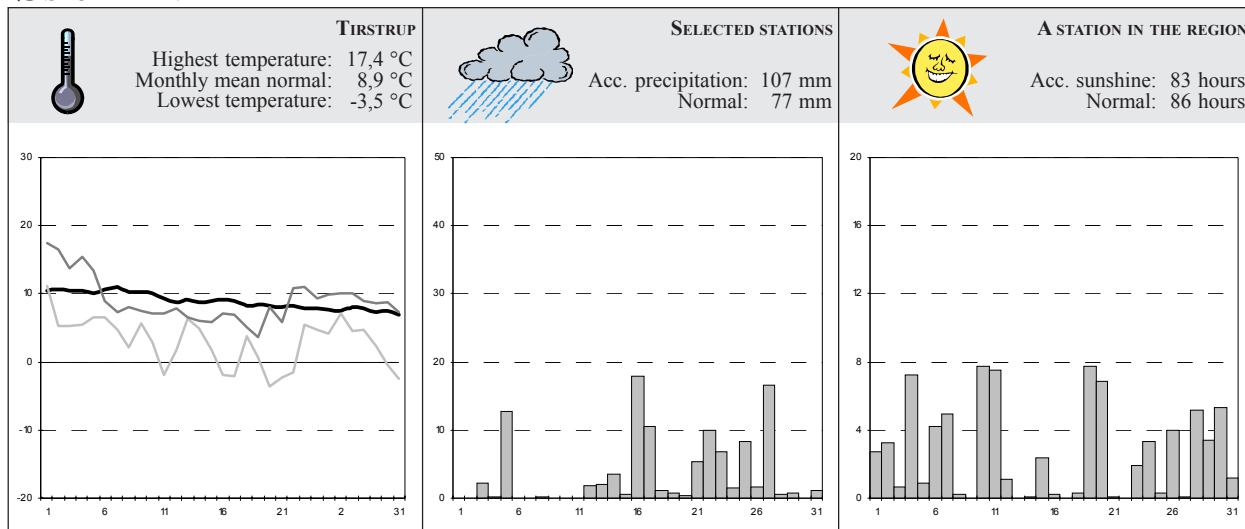 TIRSTRUP
Highest temperature: 17,4 °C
Monthly mean normal: 8,9 °C
Lowest temperature: -3,5 °C
SELECTED STATIONS
Acc. precipitation: 107 mm
Normal: 77 mm
A STATION IN THE REGION
Acc. sunshine: 83 hours
Normal: 86 hours
30
20
10
0
-10
-20
1 6 11 16 21 2 31
50
40
30
20
10
0
1 6 11 16 21 26 31
20
16
12
8
4
0
1 6 11 16 21 26 31